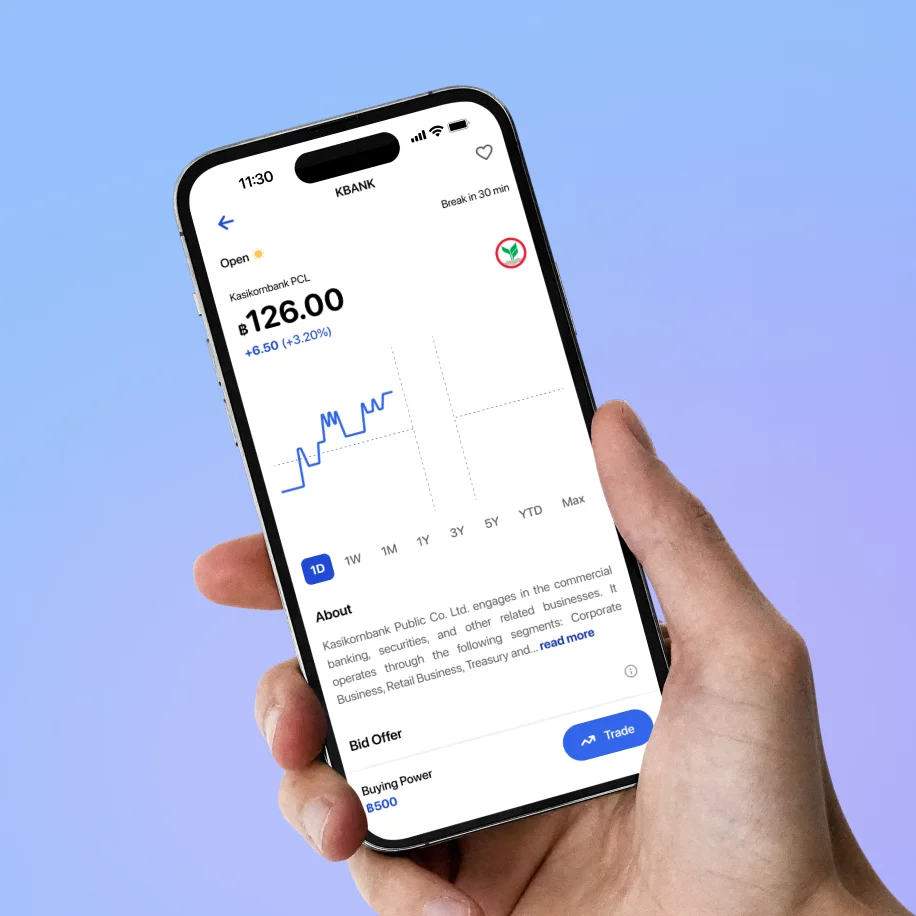 11:30
KBANK
Break in 30 min
Open
Kasikornbank PCL
฿126.00
+6.50 (+3.20%)
1D 1W 1M 1Y 3Y 5Y YTD Max
About
Kasikornbank Public Co. Ltd. engages in the commercial
banking, securities, and other related businesses. It
operates through the following segments: Corporate
Business, Retail Business, Treasury and... read more
Bid Offer
Buying Power
฿500
Trade